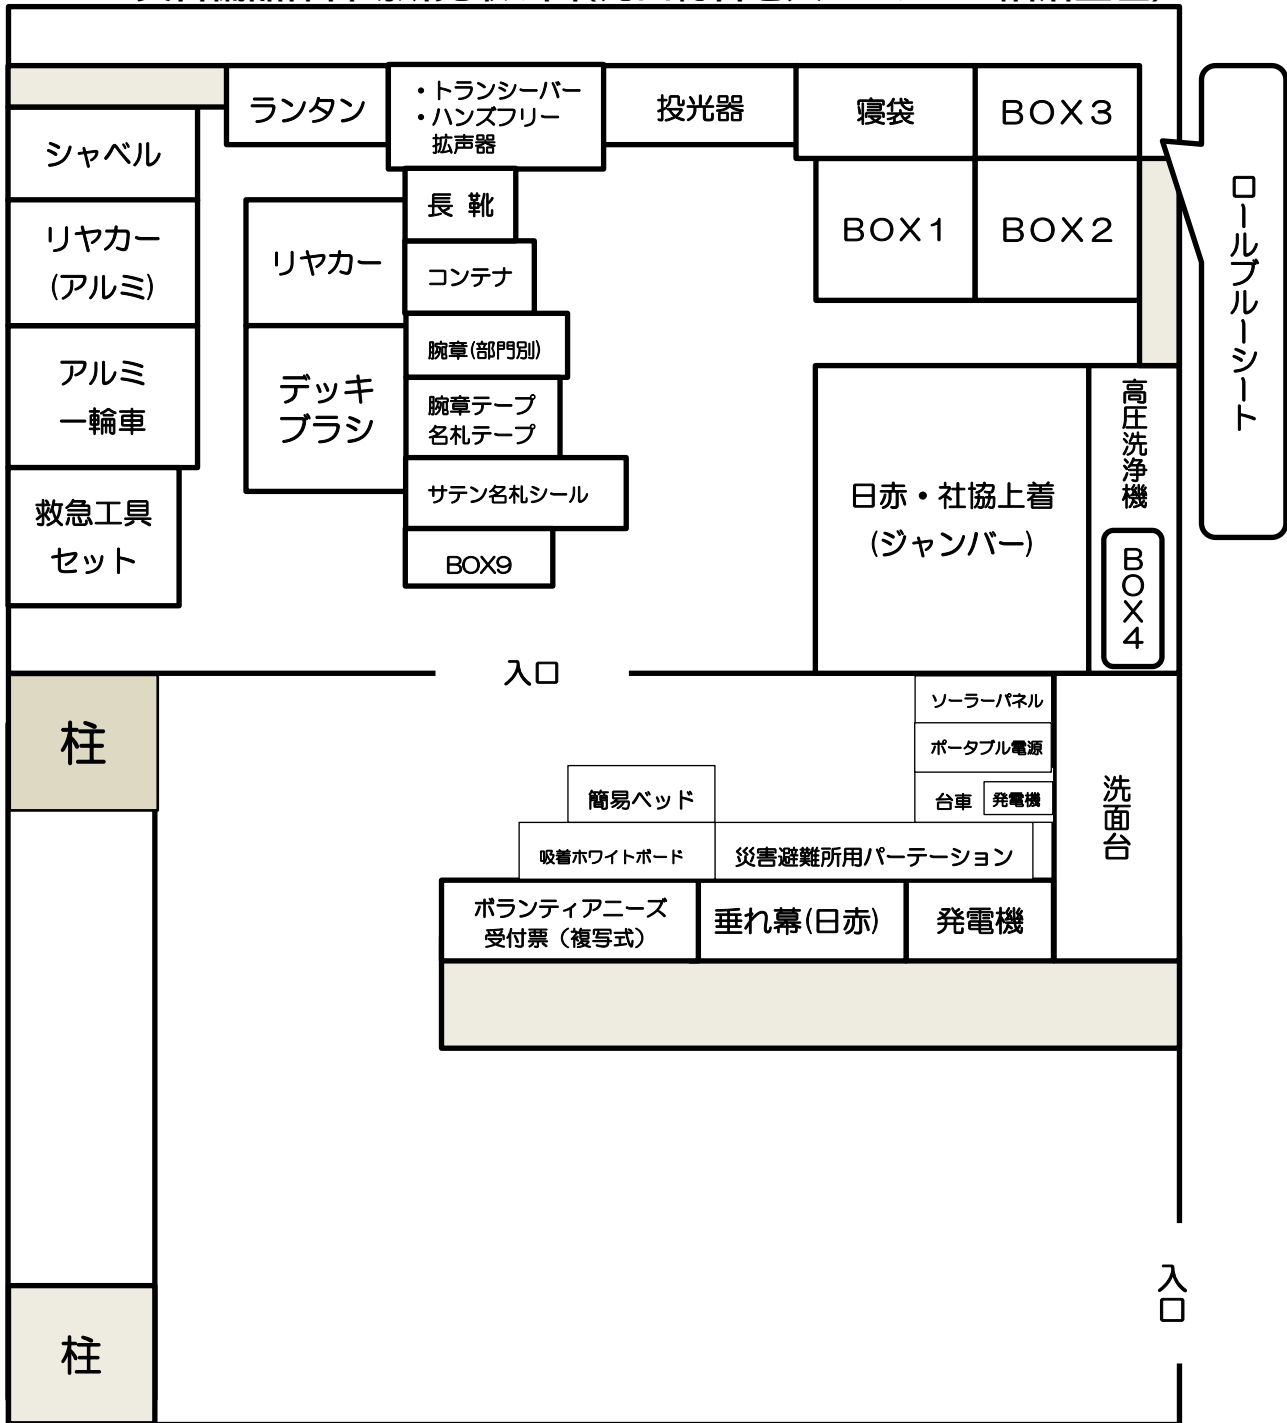 ランタン
・トランシーバー
・ハンズフリー
拡声器
投光器
寝袋
BOX3
シャベル
長 靴
BOX1
BOX2
ロールブルーシート
リヤカー
(アルミ)
リヤカー
コンテナ
腕章(部門別)
アルミ
一輪車
デッキ
ブラシ
腕章テープ
名札テープ
高圧洗浄機
サテン名札シール
日赤・社協上着
(ジャンバー)
救急工具
セット
BOX9
BOX4
入口
柱
ソーラーパネル
ポータブル電源
簡易ベッド
台車
発電機
洗面台
吸着ホワイトボード
災害避難所用パーテーション
ボランティアニーズ
受付票（複写式）
垂れ幕(日赤)
発電機
入口
柱